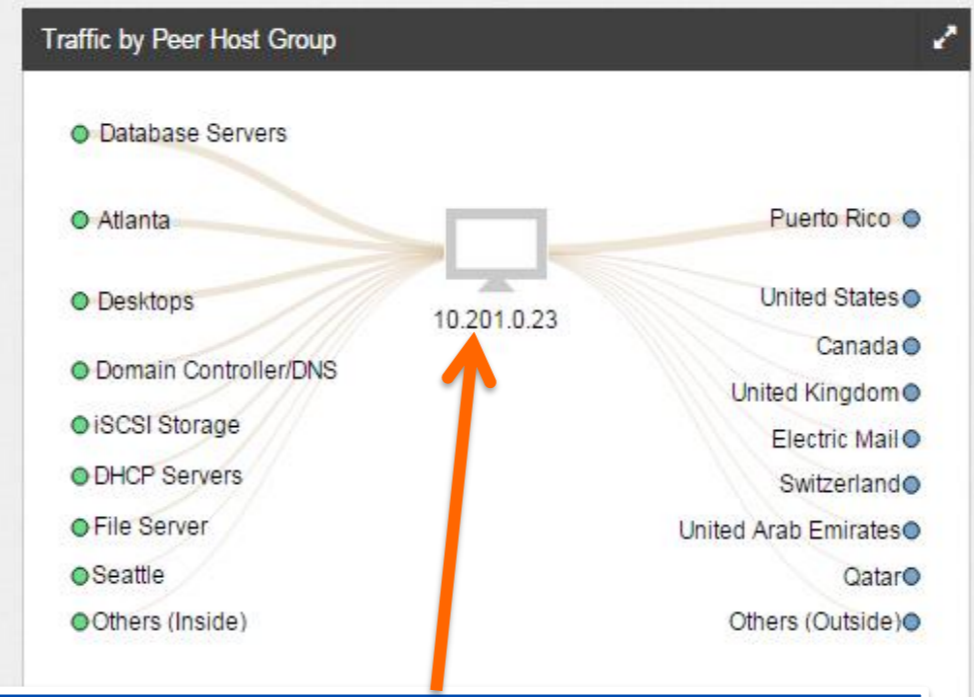 Traffic by Peer Host Group
Database Servers
Atlanta
Desktops
Domain Controller/DNS
iSCSI Storage
DHCP Servers
File Server
Seattle
Others (Inside)
10.201.0.23
Puerto Rico
United States
Canada
United Kingdom
Electric Mail
Switzerland
United Arab Emirates
Qatar
Others (Outside)